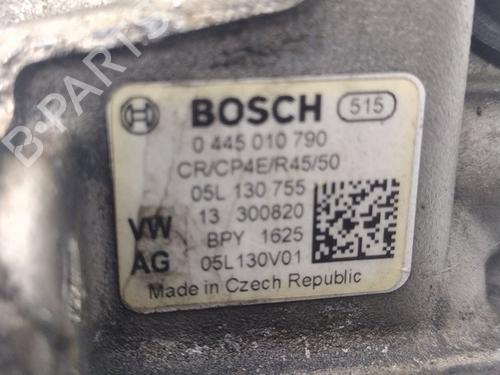 B-PARTS
BOSCH 515
0 445 010 790
CR/CP4E/R45/50
05L 130 755
13 300820
VW BPY 1625
AG 05L130V01
Made in Czech Republic